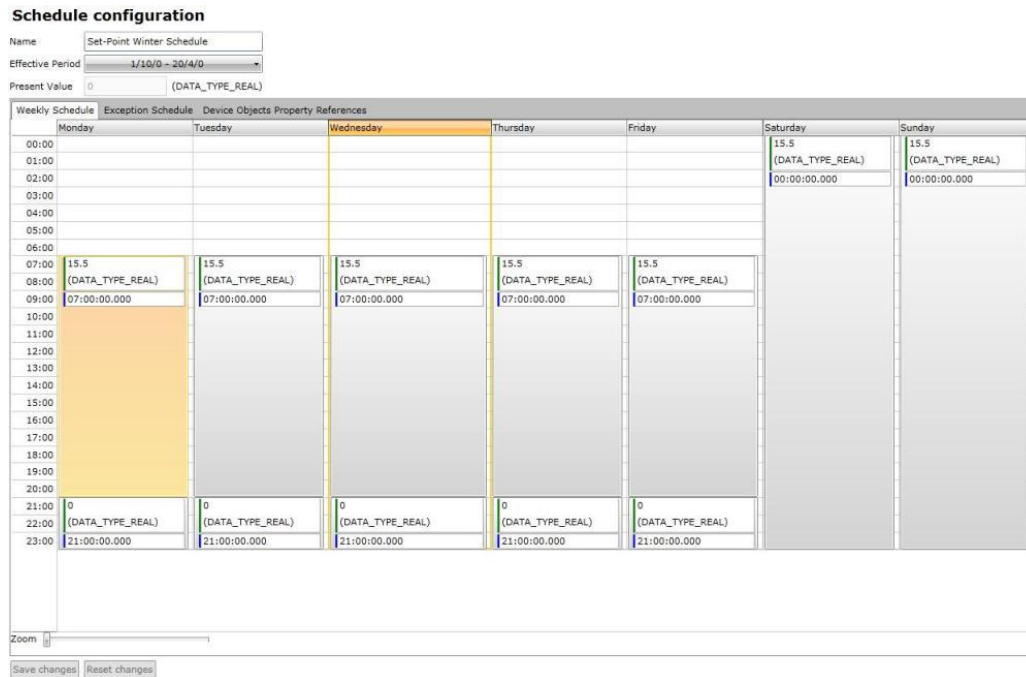 Schedule configuration
Name Set-Point Winter Schedule
Effective Period 1/10/0 - 20/4/0
Present Value 0 (DATA_TYPE_REAL)
Weekly Schedule Exception Schedule Device Objects Property References
Monday Tuesday Wednesday Thursday Friday Saturday Sunday
00:00 15.5 15.5
01:00 (DATA_TYPE_REAL) (DATA_TYPE_REAL)
02:00 00:00:00.000 00:00:00.000
03:00
04:00
05:00
06:00
07:00 15.5 15.5 15.5 15.5 15.5
08:00 (DATA_TYPE_REAL) (DATA_TYPE_REAL) (DATA_TYPE_REAL) (DATA_TYPE_REAL) (DATA_TYPE_REAL)
09:00 07:00:00.000 07:00:00.000 07:00:00.000 07:00:00.000 07:00:00.000
10:00
11:00
12:00
13:00
14:00
15:00
16:00
17:00
18:00
19:00
20:00
21:00 0 0 0 0 0
22:00 (DATA_TYPE_REAL) (DATA_TYPE_REAL) (DATA_TYPE_REAL) (DATA_TYPE_REAL) (DATA_TYPE_REAL)
23:00 21:00:00.000 21:00:00.000 21:00:00.000 21:00:00.000 21:00:00.000
Zoom
Save changes Reset changes